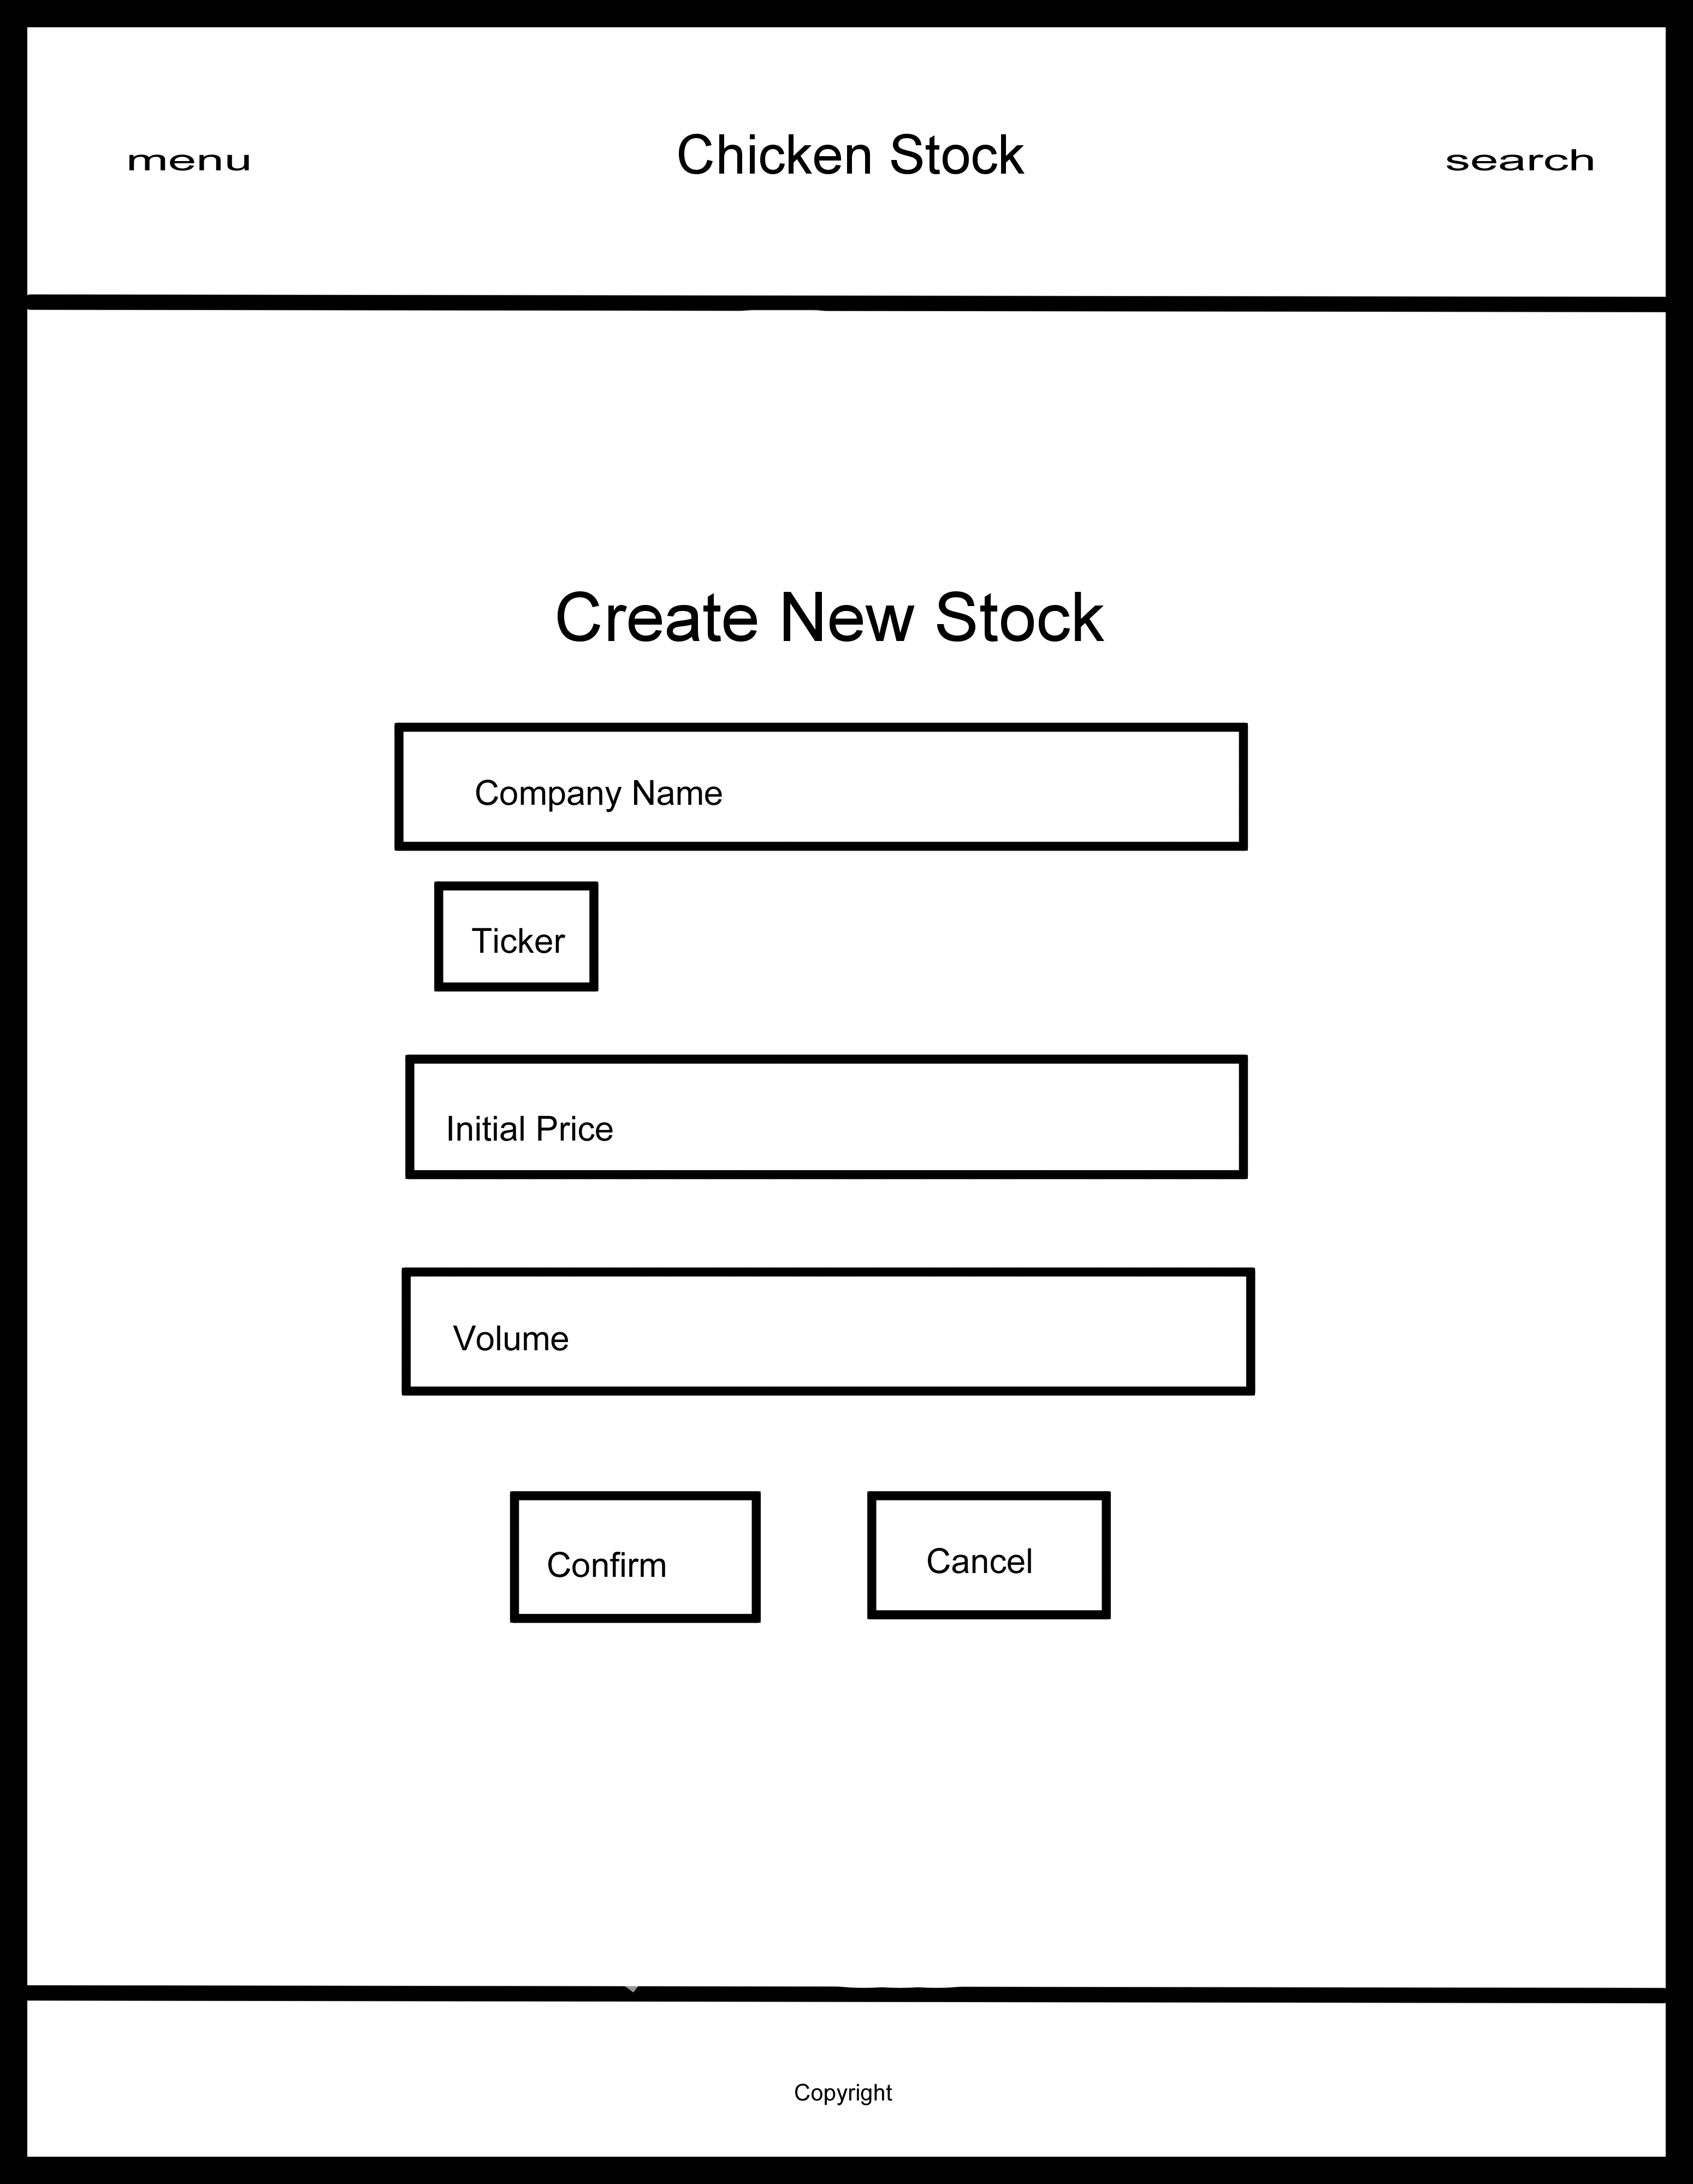 menu
Chicken Stock
search
Create New Stock
Company Name
Ticker
Initial Price
Volume
Confirm
Cancel
Copyright